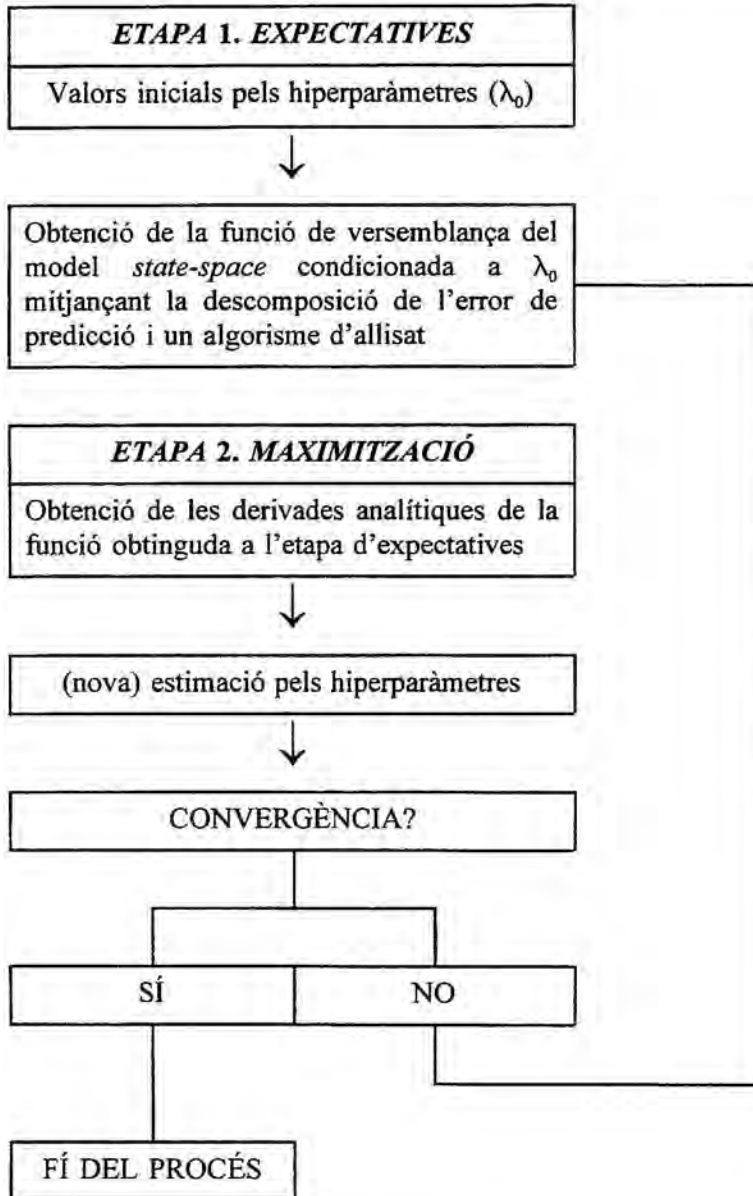 ETAPA 1. EXPECTATIVES
Valors inicials pels hiperparàmetres (λ₀)
Obtenció de la funció de versemblança del
model state-space condicionada a λ₀
mitjançant la descomposició de l'error de
predicció i un algorisme d'allisat
ETAPA 2. MAXIMITZACIÓ
Obtenció de les derivades analítiques de la
funció obtinguda a l'etapa d'expectatives
(nova) estimació pels hiperparàmetres
CONVERGÈNCIA?
SÍ
NO
FÍ DEL PROCÉS